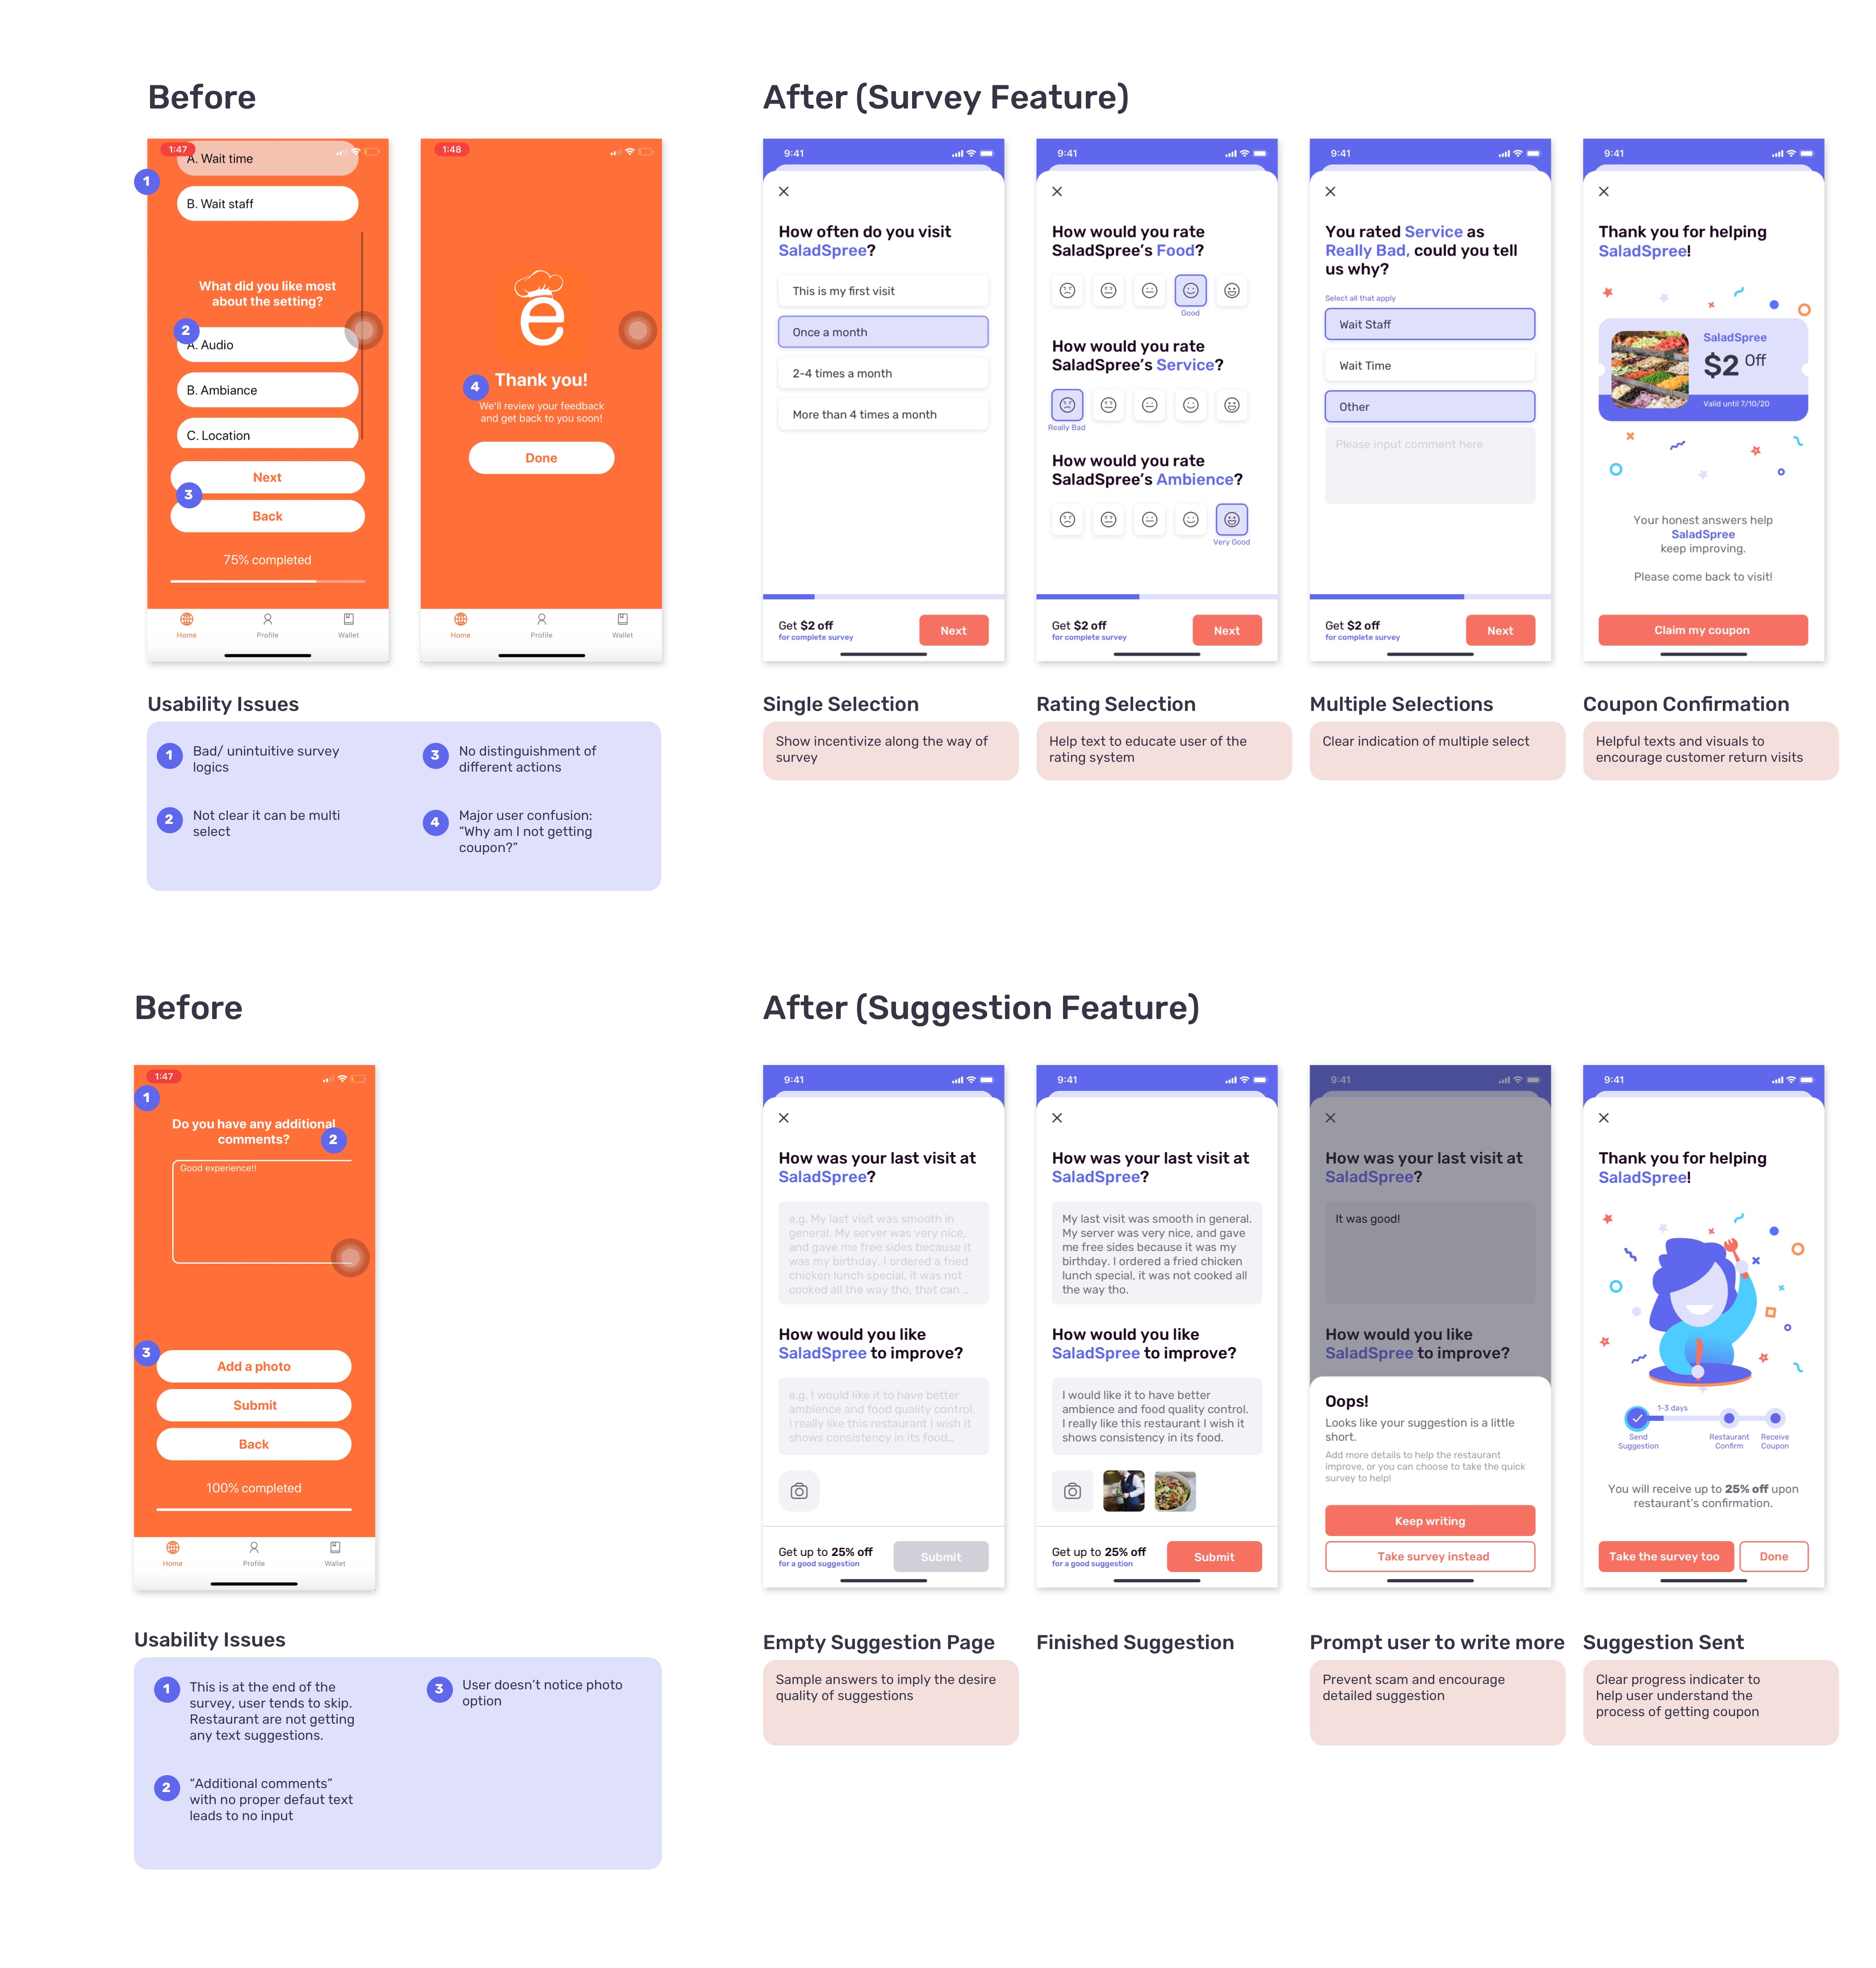 Before
1:47
A. Wait time
1
B. Wait staff
What did you like most
about the setting?
2
A. Audio
B. Ambiance
C. Location
Next
3
Back
75% completed
Home
Profile
Wallet
1:48
e
4
Thank you!
We'll review your feedback
and get back to you soon!
Done
Home
Profile
Wallet
Usability Issues
1
Bad/ unintuitive survey
logics
2
Not clear it can be multi
select
3
No distinguishment of
different actions
4
Major user confusion:
“Why am I not getting
coupon?”
After (Survey Feature)
9:41
How often do you visit
SaladSpree?
This is my first visit
Once a month
2-4 times a month
More than 4 times a month
Get $2 off
for complete survey
Next
Single Selection
Show incentivize along the way of
survey
9:41
How would you rate
SaladSpree’s Food?
Good
How would you rate
SaladSpree’s Service?
Really Bad
How would you rate
SaladSpree’s Ambience?
Very Good
Get $2 off
for complete survey
Next
Rating Selection
Help text to educate user of the
rating system
9:41
You rated Service as
Really Bad, could you tell
us why?
Select all that apply
Wait Staff
Wait Time
Other
Please input comment here
Get $2 off
for complete survey
Next
Multiple Selections
Clear indication of multiple select
9:41
Thank you for helping
SaladSpree!
SaladSpree
$2 Off
Valid until 7/10/20
Your honest answers help
SaladSpree
keep improving.
Please come back to visit!
Claim my coupon
Coupon Confirmation
Helpful texts and visuals to
encourage customer return visits
Before
1:47
1
Do you have any additional
comments?
2
Good experience!!
3
Add a photo
Submit
Back
100% completed
Home
Profile
Wallet
Usability Issues
1
This is at the end of the
survey, user tends to skip.
Restaurant are not getting
any text suggestions.
2
“Additional comments”
with no proper defaut text
leads to no input
3
User doesn’t notice photo
option
After (Suggestion Feature)
9:41
How was your last visit at
SaladSpree?
e.g. My last visit was smooth in
general. My server was very nice,
and gave me free sides because it
was my birthday. I ordered a fried
chicken lunch special, it was not
cooked all the way tho, that can ...
How would you like
SaladSpree to improve?
e.g. I would like it to have better
ambience and food quality control.
I really like this restaurant I wish it
shows consistency in its food...
Get up to 25% off
for a good suggestion
Submit
Empty Suggestion Page
Sample answers to imply the desire
quality of suggestions
9:41
How was your last visit at
SaladSpree?
My last visit was smooth in general.
My server was very nice, and gave
me free sides because it was my
birthday. I ordered a fried chicken
lunch special, it was not cooked all
the way tho.
How would you like
SaladSpree to improve?
I would like it to have better
ambience and food quality control.
I really like this restaurant I wish it
shows consistency in its food.
Get up to 25% off
for a good suggestion
Submit
Finished Suggestion
9:41
How was your last visit at
SaladSpree?
It was good!
How would you like
SaladSpree to improve?
Oops!
Looks like your suggestion is a little
short.
Add more details to help the restaurant
improve, or you can choose to take the quick
survey to help!
Keep writing
Take survey instead
Prompt user to write more
Prevent scam and encourage
detailed suggestion
9:41
Thank you for helping
SaladSpree!
1-3 days
Send
Suggestion
Restaurant
Confirm
Receive
Coupon
You will receive up to 25% off upon
restaurant’s confirmation.
Take the survey too
Done
Suggestion Sent
Clear progress indicater to
help user understand the
process of getting coupon